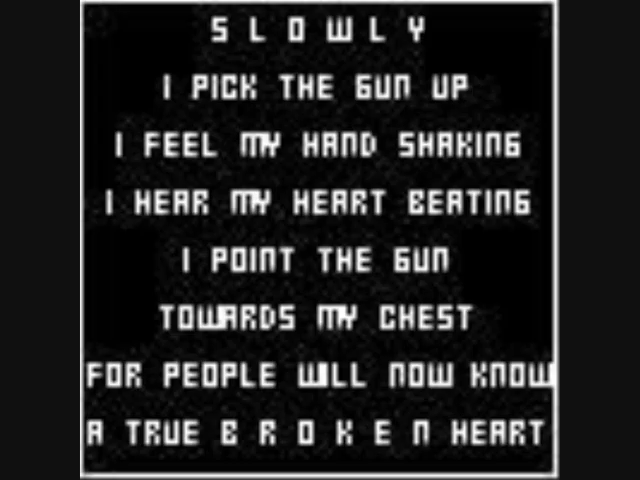 S L O W L Y
I PICK THE GUN UP
I FEEL MY HAND SHAKING
I HEAR MY HEART BEATING
I POINT THE GUN
TOWARDS MY CHEST
FOR PEOPLE WILL NOW KNOW
A TRUE B R O K E N HEART